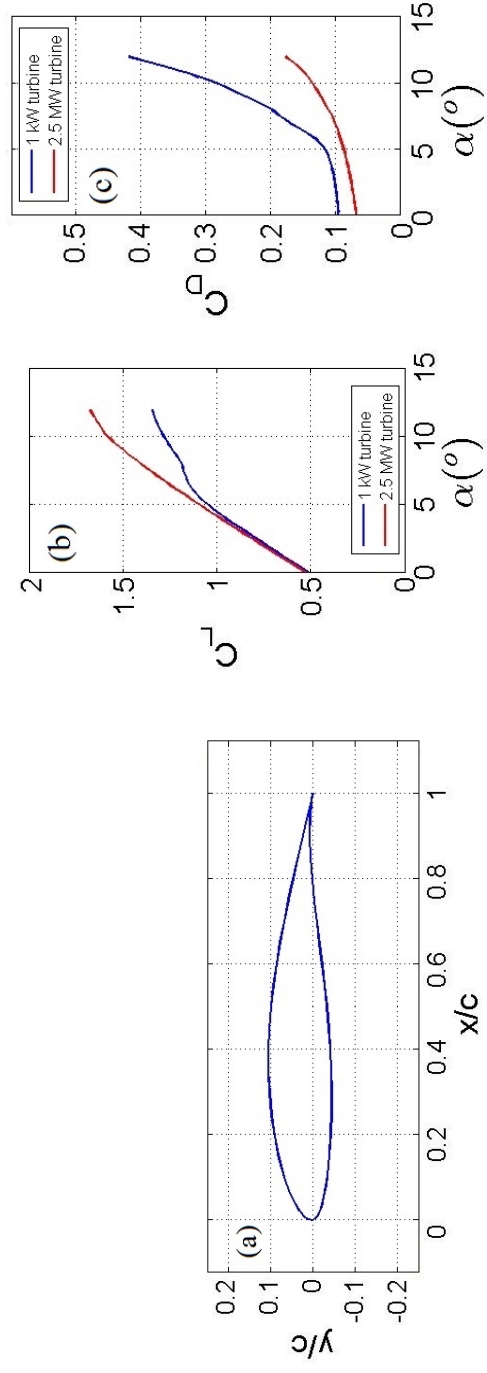 (a)
0.2
0.1
0
-0.1
-0.2
y/c
0 0.2 0.4 0.6 0.8 1
x/c
(b)
2
1.5
1
0.5
0
C_L
0 5 10 15
α(º)
1 kW turbine
2.5 MW turbine
(c)
0.5
0.4
0.3
0.2
0.1
0
C_D
0 5 10 15
α(º)
1 kW turbine
2.5 MW turbine